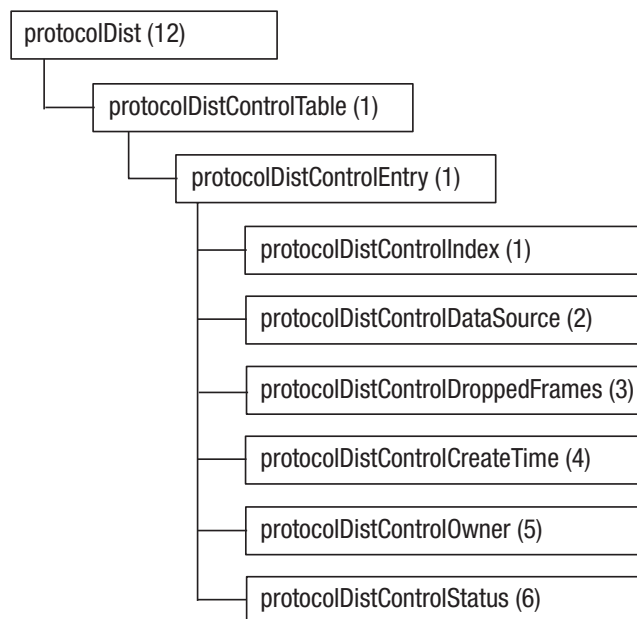 protocolDist (12)
protocolDistControlTable (1)
protocolDistControlEntry (1)
protocolDistControlIndex (1)
protocolDistControlDataSource (2)
protocolDistControlDroppedFrames (3)
protocolDistControlCreateTime (4)
protocolDistControlOwner (5)
protocolDistControlStatus (6)